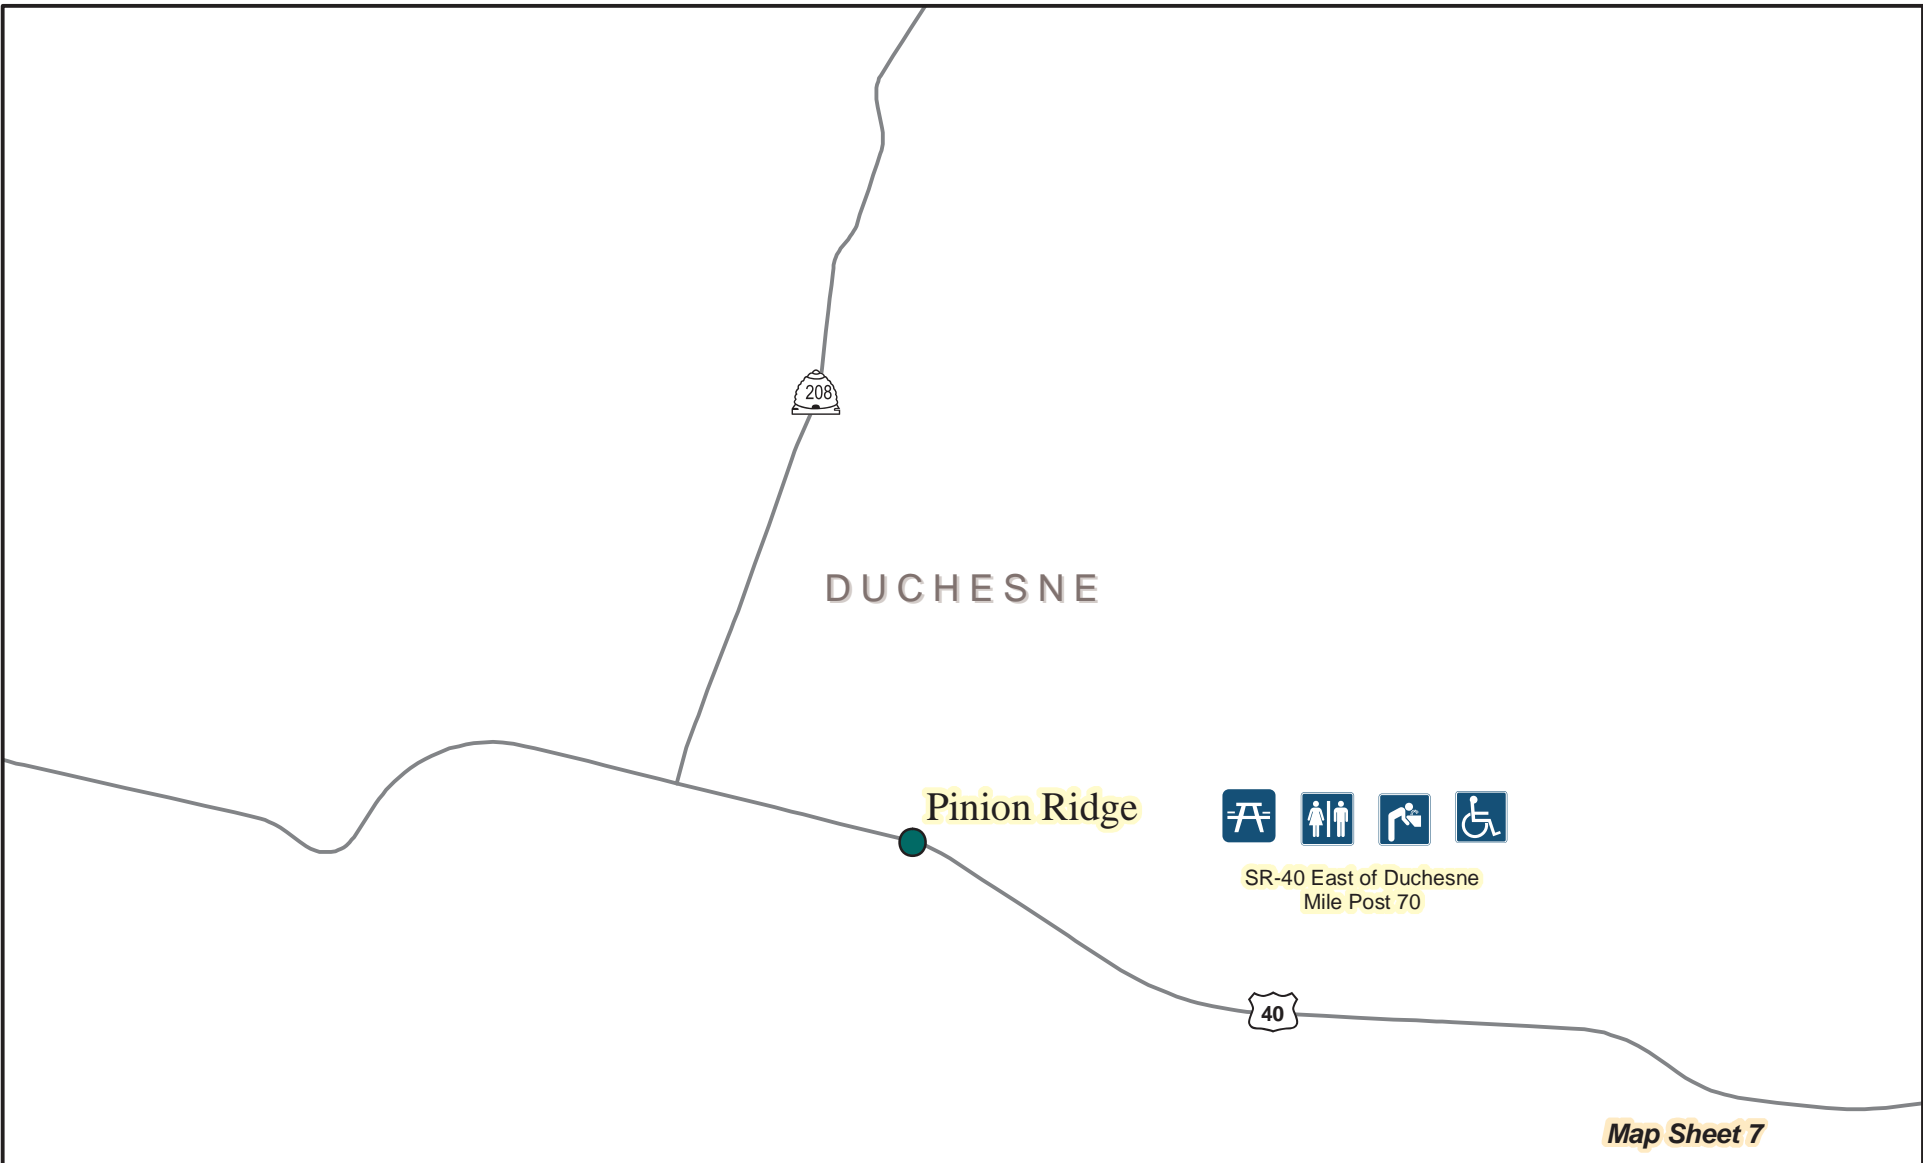 208
DUCHESNE
Pinion Ridge
SR-40 East of Duchesne
Mile Post 70
40
Map Sheet 7